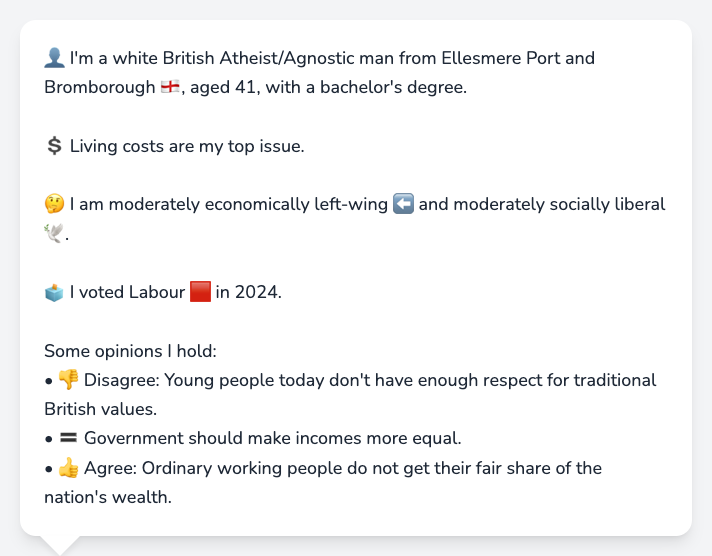 👤 I'm a white British Atheist/Agnostic man from Ellesmere Port and
Bromborough 🏴󠁧󠁢󠁥󠁮󠁧󠁿, aged 41, with a bachelor's degree.
💲 Living costs are my top issue.
🤔 I am moderately economically left-wing ⬅️ and moderately socially liberal
🕊️.
🗳️ I voted Labour 🟥 in 2024.
Some opinions I hold:
• 👎 Disagree: Young people today don't have enough respect for traditional
British values.
• 🟰 Government should make incomes more equal.
• 👍 Agree: Ordinary working people do not get their fair share of the
nation's wealth.